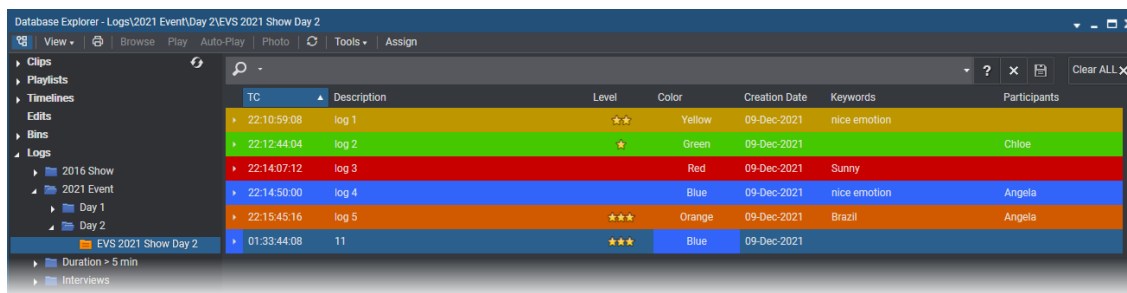 Database Explorer - Logs\2021 Event\Day 2\EVS 2021 Show Day 2
View Browse Play Auto-Play Photo Tools Assign
Clips
Playlists
Timelines
Edits
Bins
Logs
2016 Show
2021 Event
Day 1
Day 2
EVS 2021 Show Day 2
Duration > 5 min
Interviews
- ? Clear ALL
TC Description Level Color Creation Date Keywords Participants
22:10:59:08 log 1 Yellow 09-Dec-2021 nice emotion
22:12:44:04 log 2 Green 09-Dec-2021 Chloe
22:14:07:12 log 3 Red 09-Dec-2021 Sunny
22:14:50:00 log 4 Blue 09-Dec-2021 nice emotion Angela
22:15:45:16 log 5 Orange 09-Dec-2021 Brazil Angela
01:33:44:08 11 Blue 09-Dec-2021